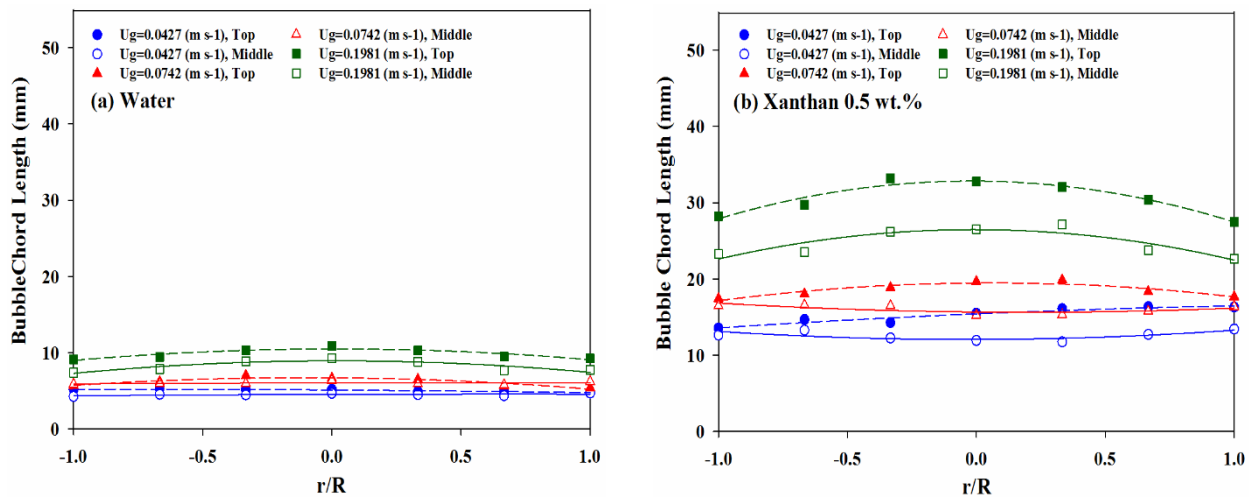 Ug=0.0427 (m s-1), Top
Ug=0.0742 (m s-1), Middle
Ug=0.0427 (m s-1), Middle
Ug=0.1981 (m s-1), Top
Ug=0.0742 (m s-1), Top
Ug=0.1981 (m s-1), Middle
(a) Water
BubbleChord Length (mm)
50
40
30
20
10
0
-1.0
-0.5
0.0
0.5
1.0
r/R
Ug=0.0427 (m s-1), Top
Ug=0.0742 (m s-1), Middle
Ug=0.0427 (m s-1), Middle
Ug=0.1981 (m s-1), Top
Ug=0.0742 (m s-1), Top
Ug=0.1981 (m s-1), Middle
(b) Xanthan 0.5 wt.%
Bubble Chord Length (mm)
50
40
30
20
10
0
-1.0
-0.5
0.0
0.5
1.0
r/R